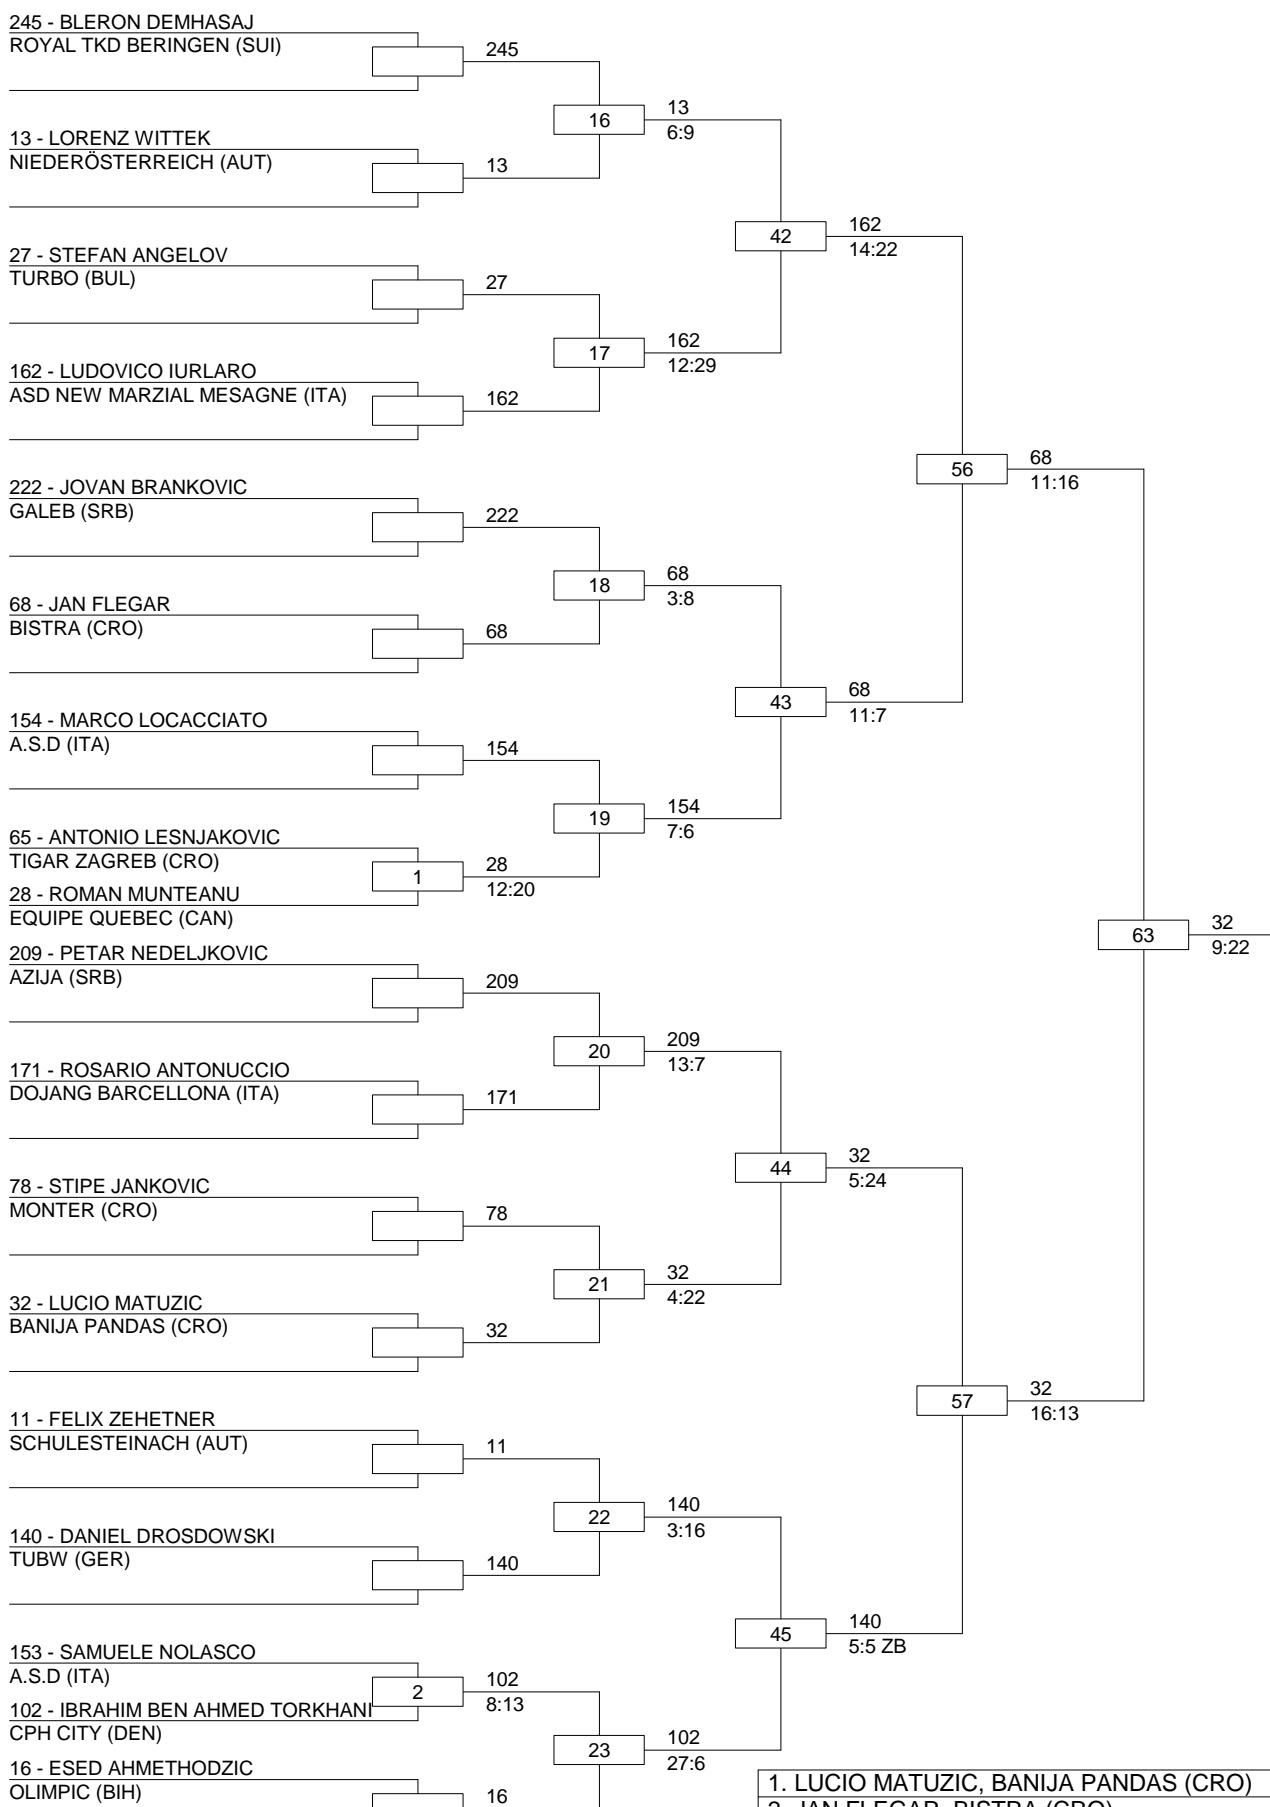 245 - BLERON DEMHASAJ
ROYAL TKD BERINGEN (SUI)
245
16
13
6:9
13 - LORENZ WITTEK
NIEDERÖSTERREICH (AUT)
13
42
162
14:22
27 - STEFAN ANGELOV
TURBO (BUL)
27
17
162
12:29
162 - LUDOVICO IURLARO
ASD NEW MARZIAL MESAGNE (ITA)
162
56
68
11:16
222 - JOVAN BRANKOVIC
GALEB (SRB)
222
18
68
3:8
68 - JAN FLEGAR
BISTRA (CRO)
68
43
68
11:7
154 - MARCO LOCACCIATO
A.S.D (ITA)
154
19
154
7:6
65 - ANTONIO LESNJAKOVIC
TIGAR ZAGREB (CRO)
1
28
12:20
28 - ROMAN MUNTEANU
EQUIPE QUEBEC (CAN)
63
32
9:22
209 - PETAR NEDELJKOVIC
AZIJA (SRB)
209
20
209
13:7
171 - ROSARIO ANTONUCCIO
DOJANG BARCELLONA (ITA)
171
44
32
5:24
78 - STIPE JANKOVIC
MONTER (CRO)
78
21
32
4:22
32 - LUCIO MATUZIC
BANIJA PANDAS (CRO)
32
57
32
16:13
11 - FELIX ZEHETNER
SCHULESTEINACH (AUT)
11
22
140
3:16
140 - DANIEL DROSDOWSKI
TUBW (GER)
140
45
140
5:5 ZB
153 - SAMUELE NOLASCO
A.S.D (ITA)
2
102
8:13
102 - IBRAHIM BEN AHMED TORKHANI
CPH CITY (DEN)
23
102
27:6
16 - ESED AHMETHODZIC
OLIMPIC (BIH)
16
1. LUCIO MATUZIC, BANIJA PANDAS (CRO)
2. JAN FLEGAR, BISTRA (CRO)